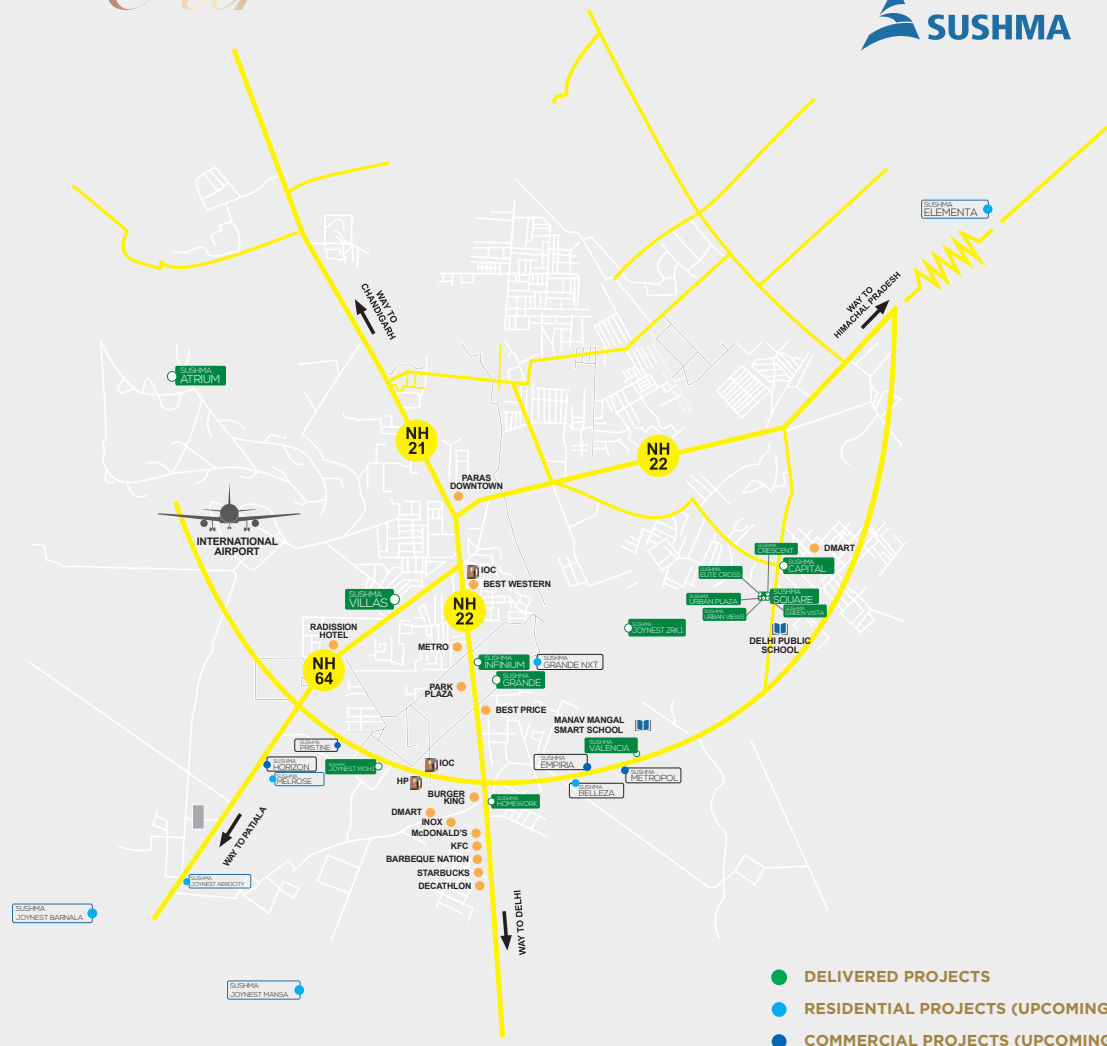 SUSHMA
SUSHMA
ELEMENTA
WAY TO
CHANDIGARH
WAY TO
HIMACHAL PRADESH
SUSHMA
ATRIUM
NH
21
NH
22
PARAS
DOWNTOWN
INTERNATIONAL
AIRPORT
SUSHMA
CRESCENT
DMART
SUSHMA
CAPITAL
SUSHMA
ELITE CROSS
IOC
BEST WESTERN
SUSHMA
VILLAS
SUSHMA
URBAN PLAZA
SUSHMA
SQUARE
SUSHMA
GREEN VISTA
SUSHMA
URBAN VIEWS
NH
22
RADISSION
HOTEL
SUSHMA
JOYNEST ZRK.1
DELHI PUBLIC
SCHOOL
METRO
SUSHMA
INFINIUM
SUSHMA
GRANDE NXT
NH
64
SUSHMA
GRANDE
PARK
PLAZA
BEST PRICE
MANAV MANGAL
SMART SCHOOL
SUSHMA
PRISTINE
SUSHMA
VALENCIA
SUSHMA
HORIZON
SUSHMA
JOYNEST MOH.1
IOC
SUSHMA
EMPIRIA
SUSHMA
METROPOL
SUSHMA
MELROSE
HP
SUSHMA
BELLEZA
BURGER
KING
SUSHMA
HOMEWORK
DMART
INOX
McDONALD'S
KFC
BARBEQUE NATION
STARBUCKS
DECATHLON
WAY TO PATIALA
SUSHMA
JOYNEST AEROCITY
SUSHMA
JOYNEST BARNALA
WAY TO DELHI
SUSHMA
JOYNEST MANSA
DELIVERED PROJECTS
RESIDENTIAL PROJECTS (UPCOMING
COMMERCIAL PROJECTS (UPCOMING